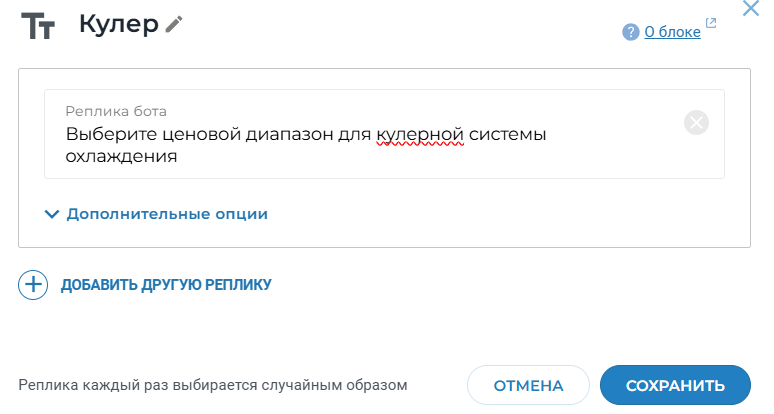 Тт Кулер
? О блоке
Реплика бота
Выберите ценовой диапазон для кулерной системы
охлаждения
Дополнительные опции
ДОБАВИТЬ ДРУГУЮ РЕПЛИКУ
Реплика каждый раз выбирается случайным образом
ОТМЕНА
СОХРАНИТЬ